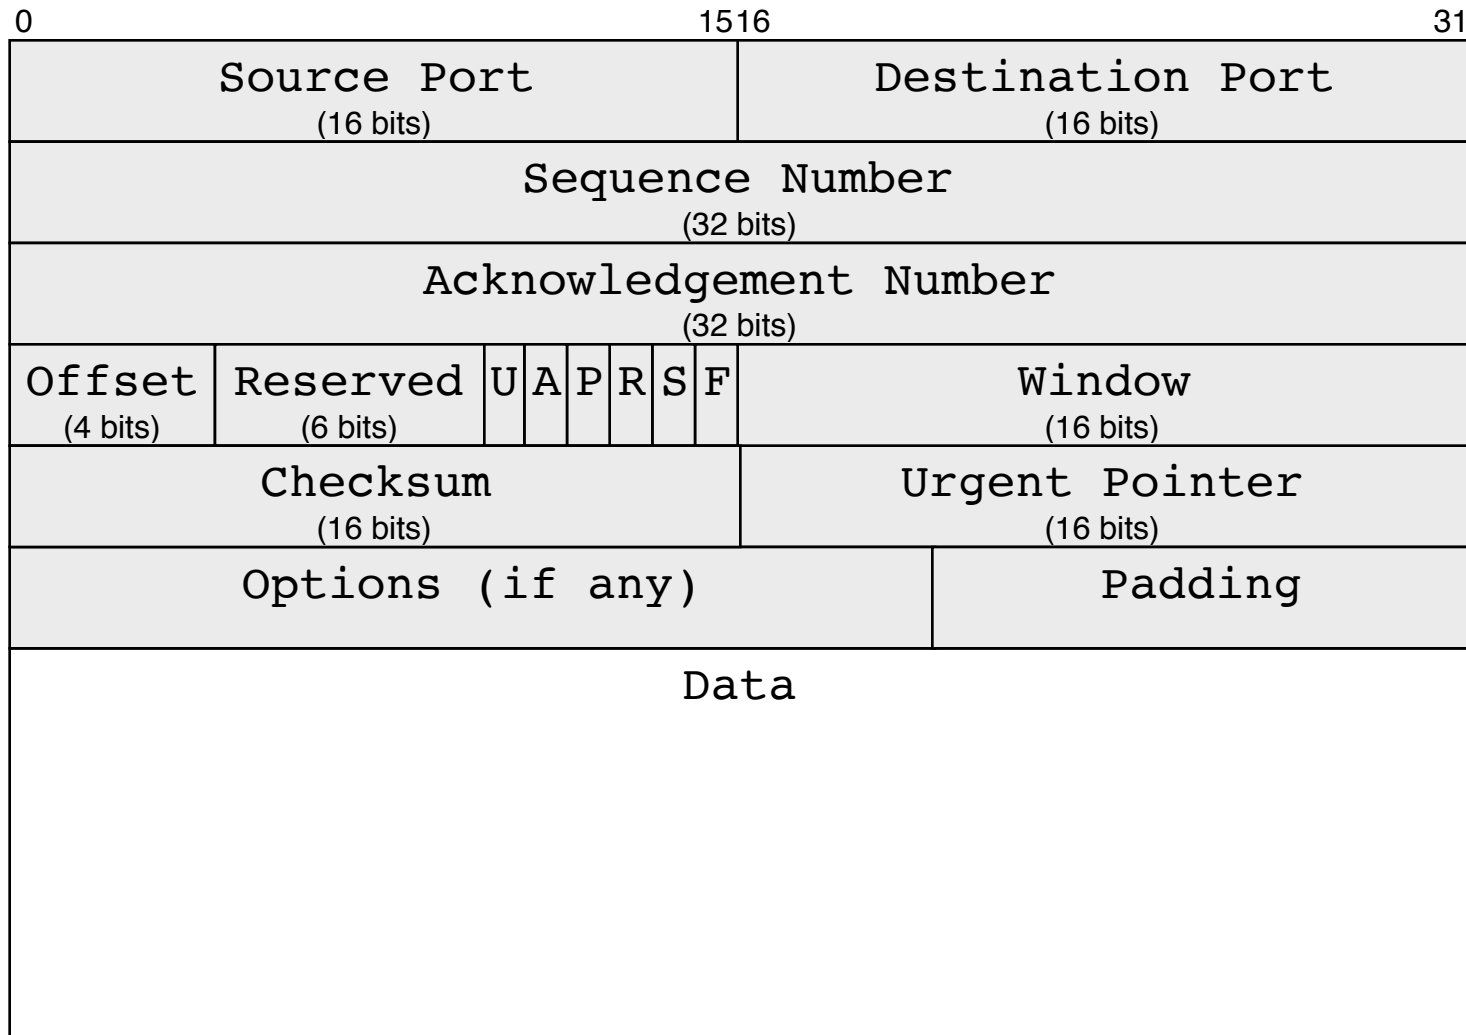 0 1516 31
Source Port Destination Port
(16 bits) (16 bits)
Sequence Number
(32 bits)
Acknowledgement Number
(32 bits)
Offset Reserved U A P R S F Window
(4 bits) (6 bits) (16 bits)
Checksum Urgent Pointer
(16 bits) (16 bits)
Options (if any) Padding
Data